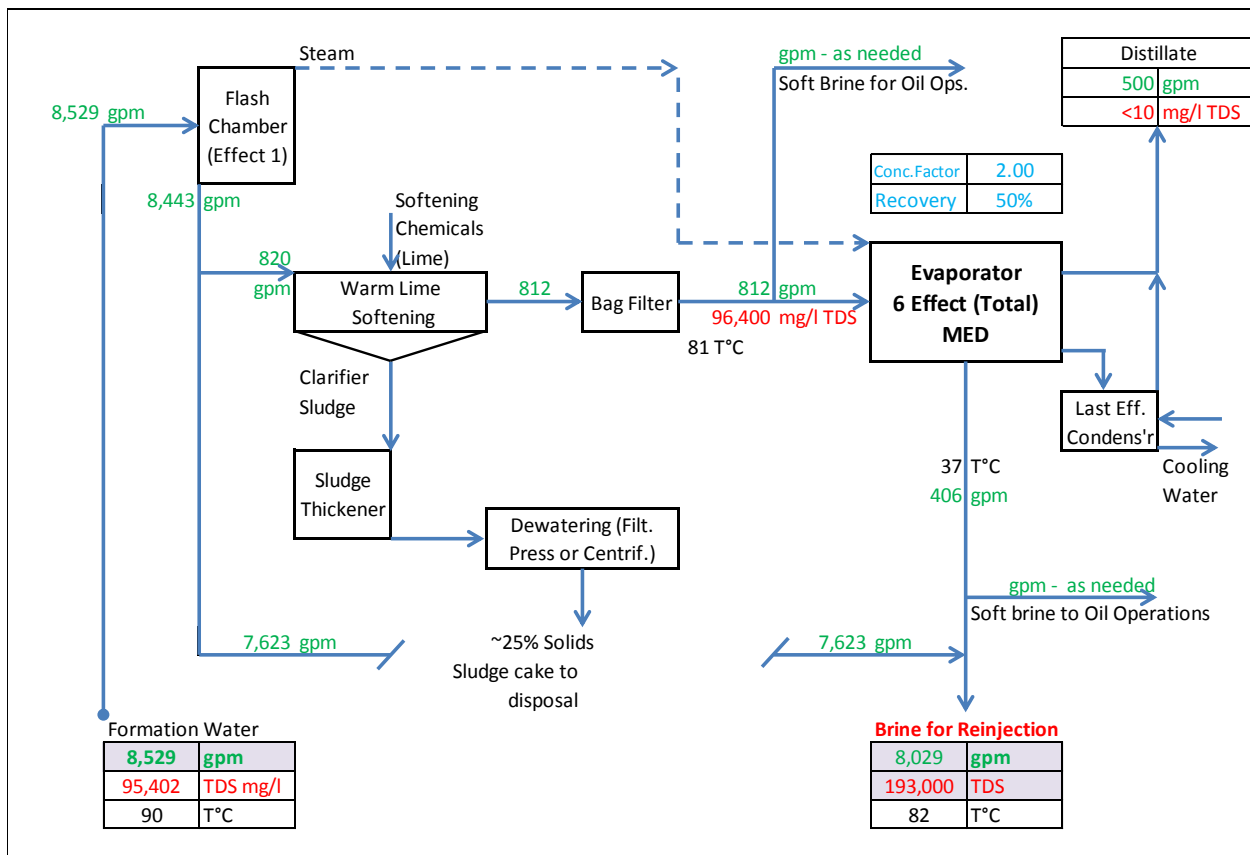 Steam
gpm - as needed
Soft Brine for Oil Ops.
Distillate
500 gpm
<10 mg/l TDS
8,529 gpm
Flash
Chamber
(Effect 1)
8,443 gpm
Conc.Factor 2.00
Recovery 50%
Softening
Chemicals
(Lime)
820
gpm
Warm Lime
Softening
812
Bag Filter
812 gpm
96,400 mg/l TDS
81 T°C
Evaporator
6 Effect (Total)
MED
Clarifier
Sludge
Last Eff.
Condens'r
Cooling
Water
Sludge
Thickener
37 T°C
406 gpm
Dewatering (Filt.
Press or Centrif.)
gpm - as needed
Soft brine to Oil Operations
7,623 gpm
~25% Solids
Sludge cake to
disposal
7,623 gpm
Formation Water
8,529 gpm
95,402 TDS mg/l
90 T°C
Brine for Reinjection
8,029 gpm
193,000 TDS
82 T°C